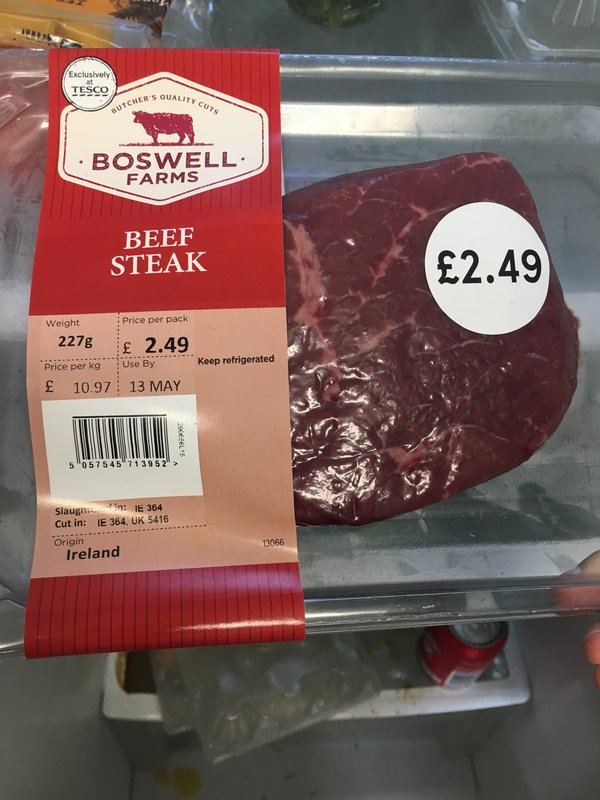 Exclusively
at
TESCO
BUTCHER'S QUALITY CUTS
· BOSWELL ·
FARMS
BEEF
STEAK
£2.49
Weight
227g
Price per pack
£ 2.49
Price per kg
£ 10.97
Use By
13 MAY
Keep refrigerated
5 057545 713952 >
in: IE 364
Cut in: IE 364. UK 5416
Origin
Ireland
13066